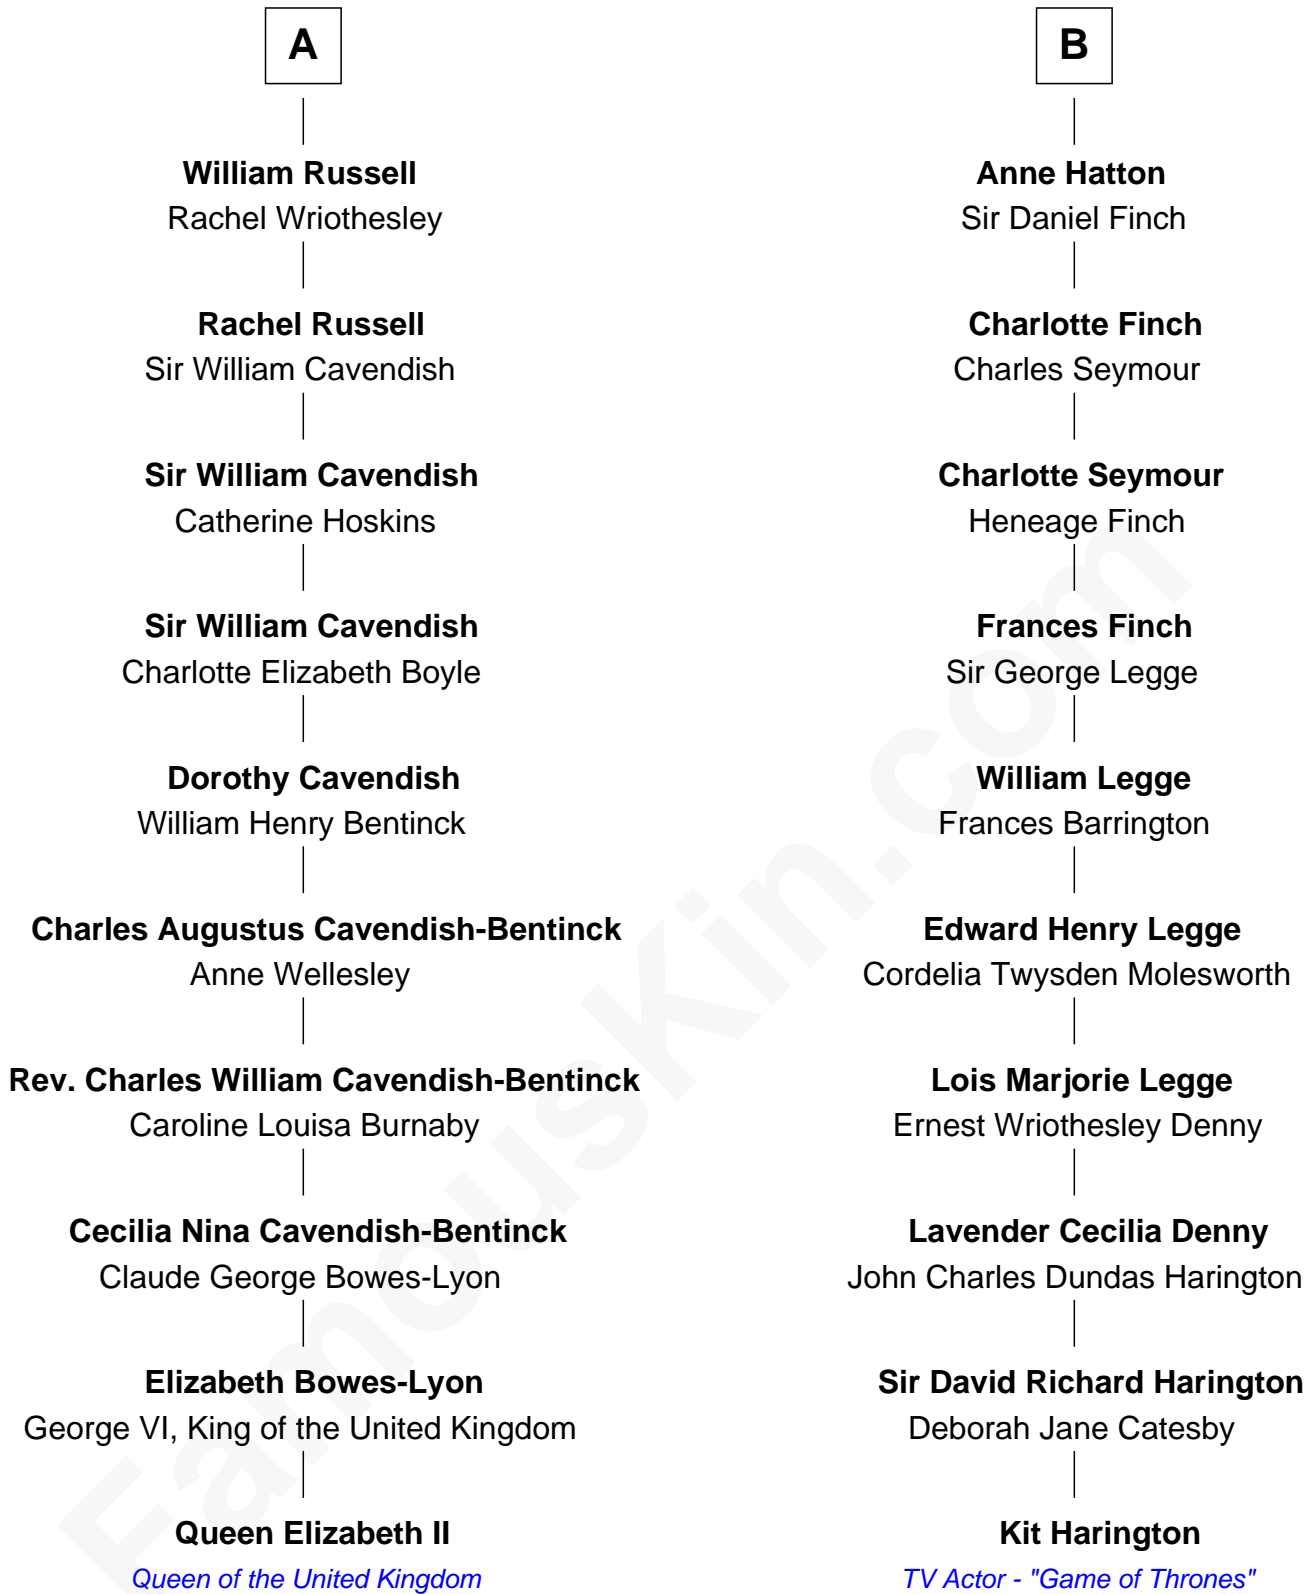 A
William Russell
Rachel Wriothesley
Rachel Russell
Sir William Cavendish
Sir William Cavendish
Catherine Hoskins
Sir William Cavendish
Charlotte Elizabeth Boyle
Dorothy Cavendish
William Henry Bentinck
Charles Augustus Cavendish-Bentinck
Anne Wellesley
Rev. Charles William Cavendish-Bentinck
Caroline Louisa Burnaby
Cecilia Nina Cavendish-Bentinck
Claude George Bowes-Lyon
Elizabeth Bowes-Lyon
George VI, King of the United Kingdom
Queen Elizabeth II
Queen of the United Kingdom
B
Anne Hatton
Sir Daniel Finch
Charlotte Finch
Charles Seymour
Charlotte Seymour
Heneage Finch
Frances Finch
Sir George Legge
William Legge
Frances Barrington
Edward Henry Legge
Cordelia Twysden Molesworth
Lois Marjorie Legge
Ernest Wriothesley Denny
Lavender Cecilia Denny
John Charles Dundas Harington
Sir David Richard Harington
Deborah Jane Catesby
Kit Harington
TV Actor - "Game of Thrones"
FamousKin.com